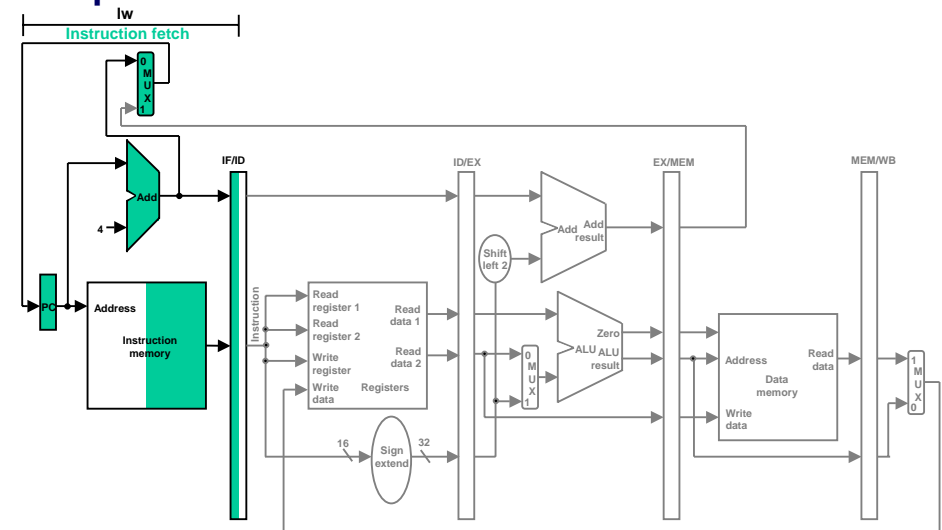 lw
Instruction fetch
0
M
U
X
1
IF/ID
ID/EX
EX/MEM
MEM/WB
Add
4
Add
Add
result
Shift
left 2
PC
Address
Instruction
memory
Instruction
Read
register 1
Read
register 2
Write
register
Write
data
Read
data 1
Read
data 2
Registers
0
M
U
X
1
Zero
ALU
ALU
result
Address
Read
data
Data
memory
Write
data
1
M
U
X
0
16
Sign
extend
32